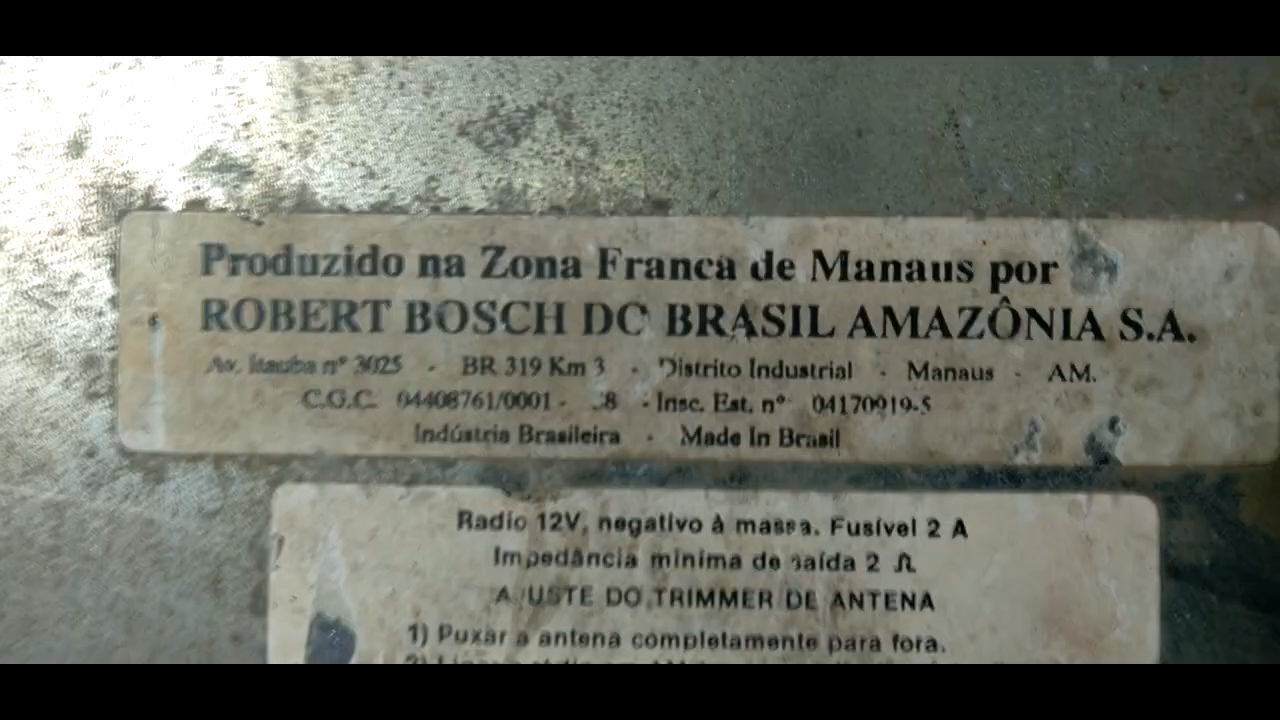 Produzido na Zona Franca de Manaus por
ROBERT BOSCH DO BRASIL AMAZÔNIA S.A.
Av. Itauba nº 3025 - BR 319 Km 3 - Distrito Industrial - Manaus - AM.
C.G.C. 04408761/0001 - - Insc. Est. nº 04170919-5
Indústria Brasileira - Made In Brasil
Radio 12V, negativo à massa. Fusível 2 A
Impedância mínima de saída 2 Ω
AJUSTE DO TRIMMER DE ANTENA
1) Puxar a antena completamente para fora.